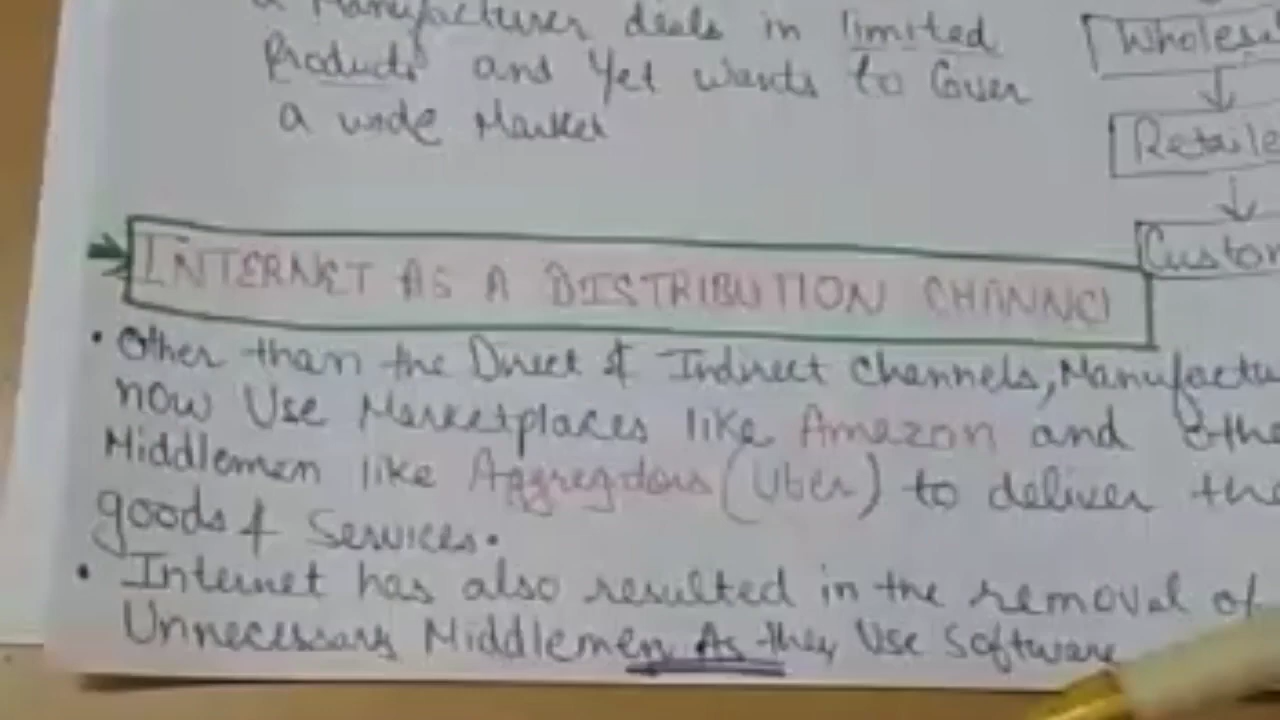 a Manufacturer deals in limited
Products and Yet wants to Cover
a wide Market
Wholes
Retaile
Custom
INTERNET AS A DISTRIBUTION CHANNEL
• Other than the Direct & Indirect Channels, Manufactu
now Use Marketplaces like Amazon and Othe
Middlemen like Aggregators (Uber) to deliver the
goods & Services.
• Internet has also resulted in the removal of
Unnecessary Middlemen As they Use Software